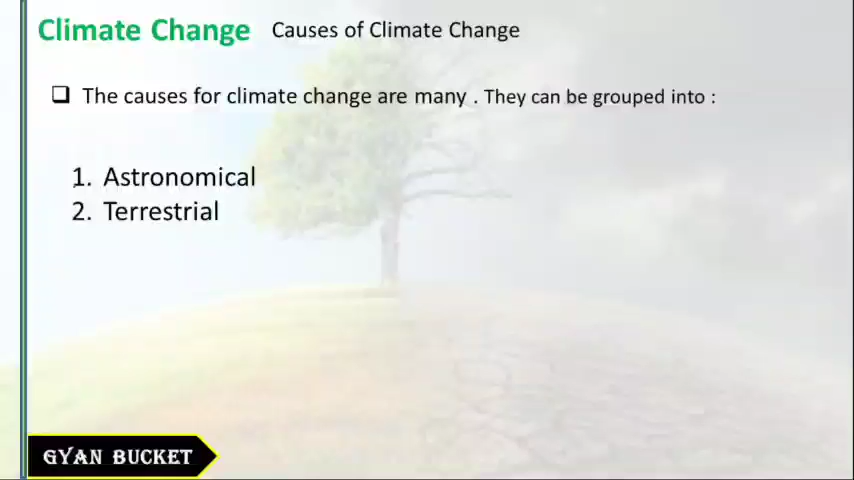 Climate Change Causes of Climate Change
❑ The causes for climate change are many . They can be grouped into :
1. Astronomical
2. Terrestrial
GYAN BUCKET